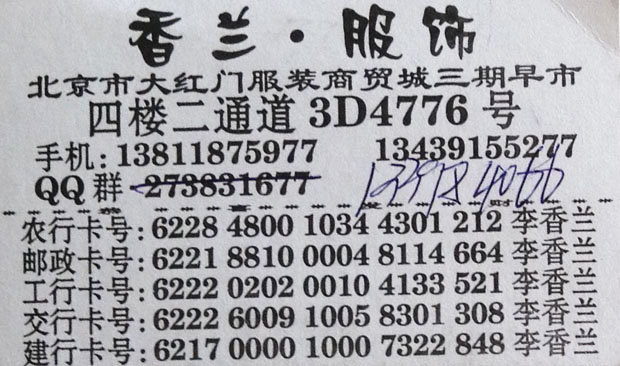 香兰·服饰
北京市大红门服装商贸城三期早市
四楼二通道 3D4776 号
手机:13811875977 13439155277
QQ 群 273831677
农行卡号:6228 4800 1034 4301 212 李香兰
邮政卡号:6221 8810 0004 8114 664 李香兰
工行卡号:6222 0202 0010 4133 521 李香兰
交行卡号:6222 6009 1005 8301 308 李香兰
建行卡号:6217 0000 1000 7322 848 李香兰